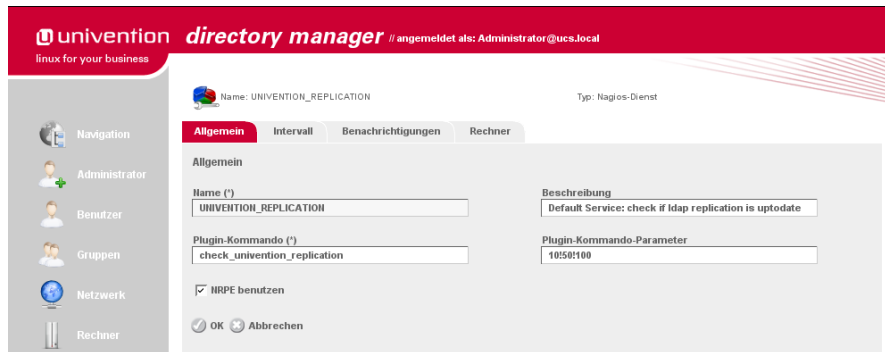 univention directory manager // angemeldet als: Administrator@ucs.local
linux for your business
Name: UNIVENTION_REPLICATION Typ: Nagios-Dienst
Allgemein Intervall Benachrichtigungen Rechner
Navigation
Administrator
Benutzer
Gruppen
Netzwerk
Rechner
Allgemein
Name (*) Beschreibung
UNIVENTION_REPLICATION Default Service: check if ldap replication is uptodate
Plugin-Kommando (*) Plugin-Kommando-Parameter
check_univention_replication 10!50!100
NRPE benutzen
OK Abbrechen